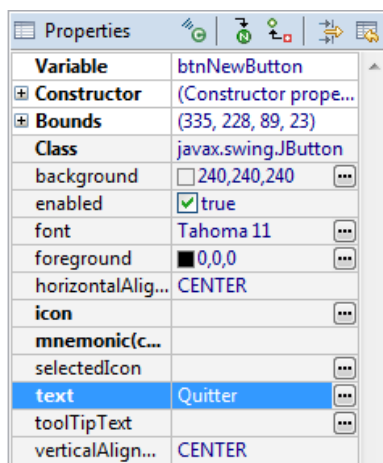 Properties
Variable btnNewButton
Constructor (Constructor prope...
Bounds (335, 228, 89, 23)
Class javax.swing.JButton
background 240,240,240
enabled true
font Tahoma 11
foreground 0,0,0
horizontalAlig... CENTER
icon
mnemonic(c...
selectedIcon
text Quitter
toolTipText
verticalAlign... CENTER